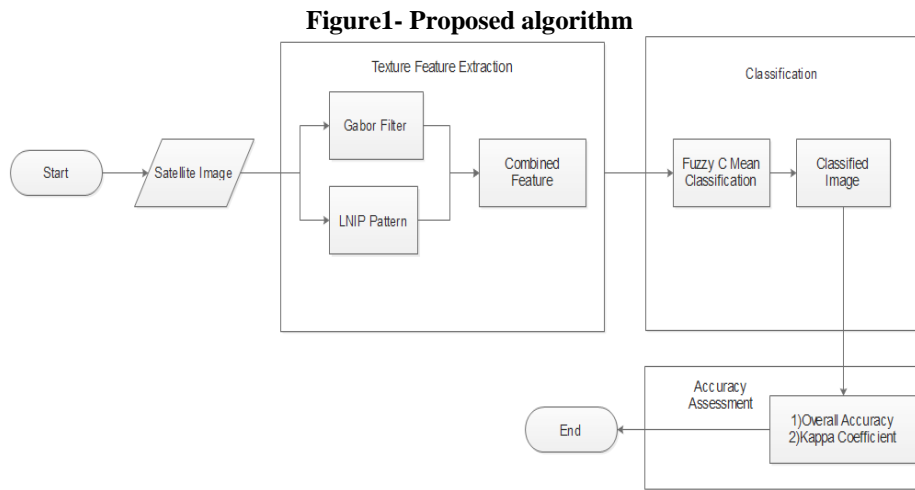 Figure1- Proposed algorithm
Texture Feature Extraction
Classification
Gabor Filter
Start
Satellite Image
Combined
Feature
Fuzzy C Mean
Classification
Classified
Image
LNIP Pattern
Accuracy
Assessment
1)Overall Accuracy
2)Kappa Coefficient
End